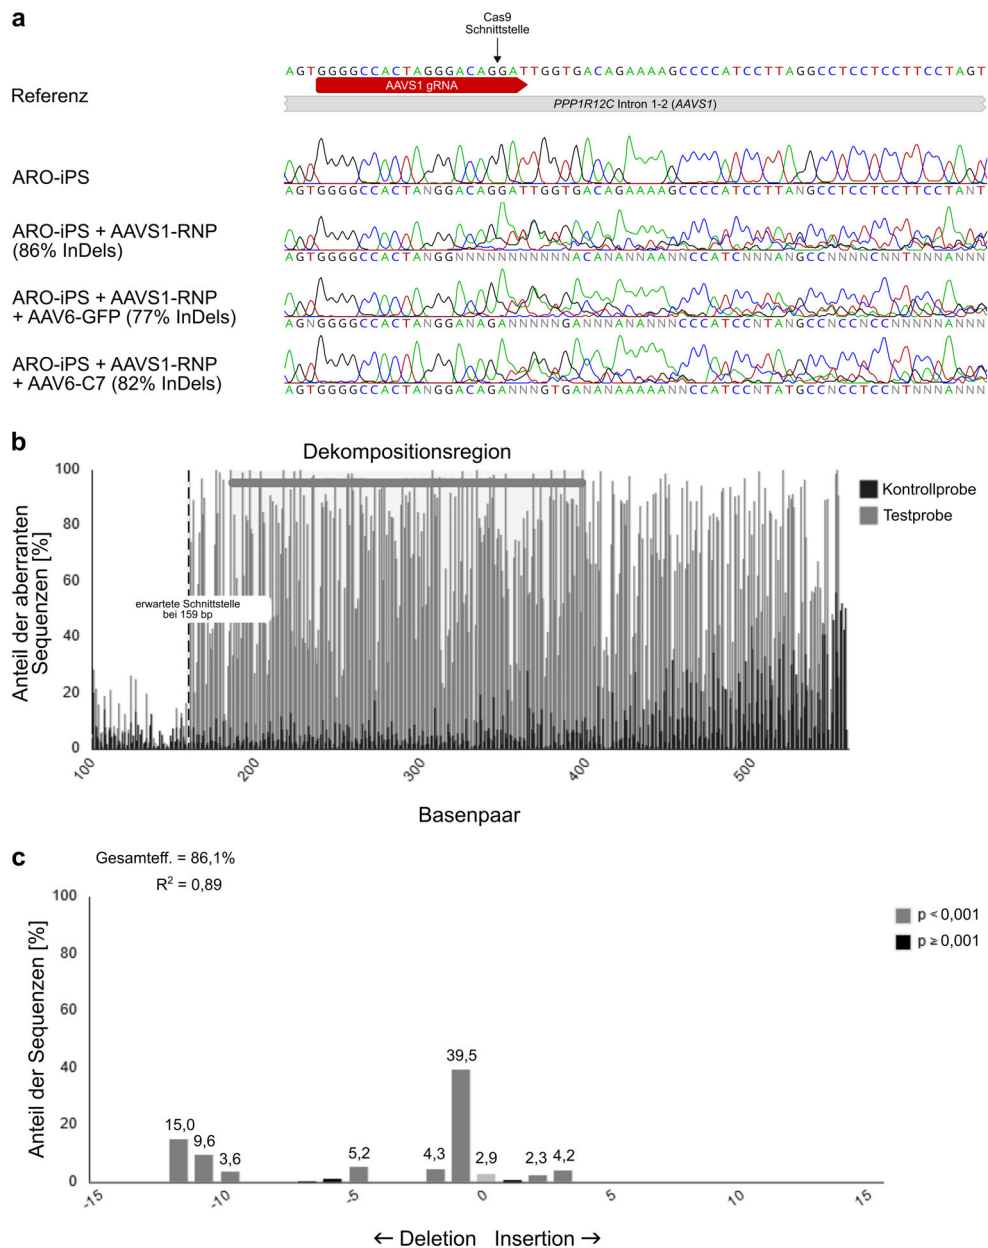 a
Cas9
Schnittstelle
AGTGGGGCCACTAGGGACAGGATTGGTGACAGAAAAGCCCCATCCTTAGGCCTCCTCCTTCCTAGT
AAVS1 gRNA
Referenz
PPP1R12C Intron 1-2 (AAVS1)
ARO-iPS
AGTGGGGCCACTANGGACAGGATTGGTGACAGAAAAGCCCCATCCTTANGCCTCCTCCTTCCTANT
ARO-iPS + AAVS1-RNP
(86% InDels)
AGTGGGGCCACTANGGNNNNNNNNNNNACANANNAANNCCATCNNNANGCCNNNNCNNTNNNANNN
ARO-iPS + AAVS1-RNP
+ AAV6-GFP (77% InDels)
AGNGGGGCCACTANGGANAGANNNNNGANNNANANNNCCCATCCNTANGCCNCCNCCNNNNNANNN
ARO-iPS + AAVS1-RNP
+ AAV6-C7 (82% InDels)
AGTGGGGCCACTANGGACAGANNNGTGANANAAAAANNCCATCCNTATGCCNCCTCCNTNNNANNN
b
Dekompositionsregion
Anteil der aberranten
Sequenzen [%]
100
80
60
40
20
0
erwartete Schnittstelle
bei 159 bp
Kontrollprobe
Testprobe
100 200 300 400 500
Basenpaar
c
Gesamteff. = 86,1%
R² = 0,89
Anteil der Sequenzen [%]
100
80
60
40
20
0
p < 0,001
p ≥ 0,001
15,0 9,6 3,6 5,2 4,3 39,5 2,9 2,3 4,2
-15 -10 -5 0 5 10 15
← Deletion Insertion →